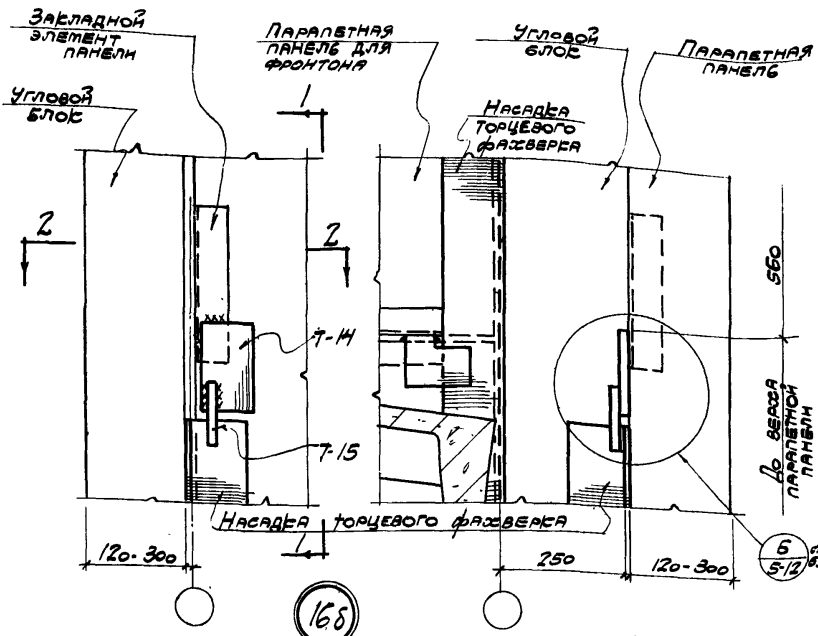 Закладной
элемент
панели
Парапетная
панель для
фронтона
Угловой
блок
Парапетная
панель
Угловой
блок
Насадка
торцевого
фахверка
1
2
2
560
Т-14
До верха
парапетной
панели
Т-15
Насадка торцевого фахверка
1
120-300
250
120-300
Б
5-12
16б